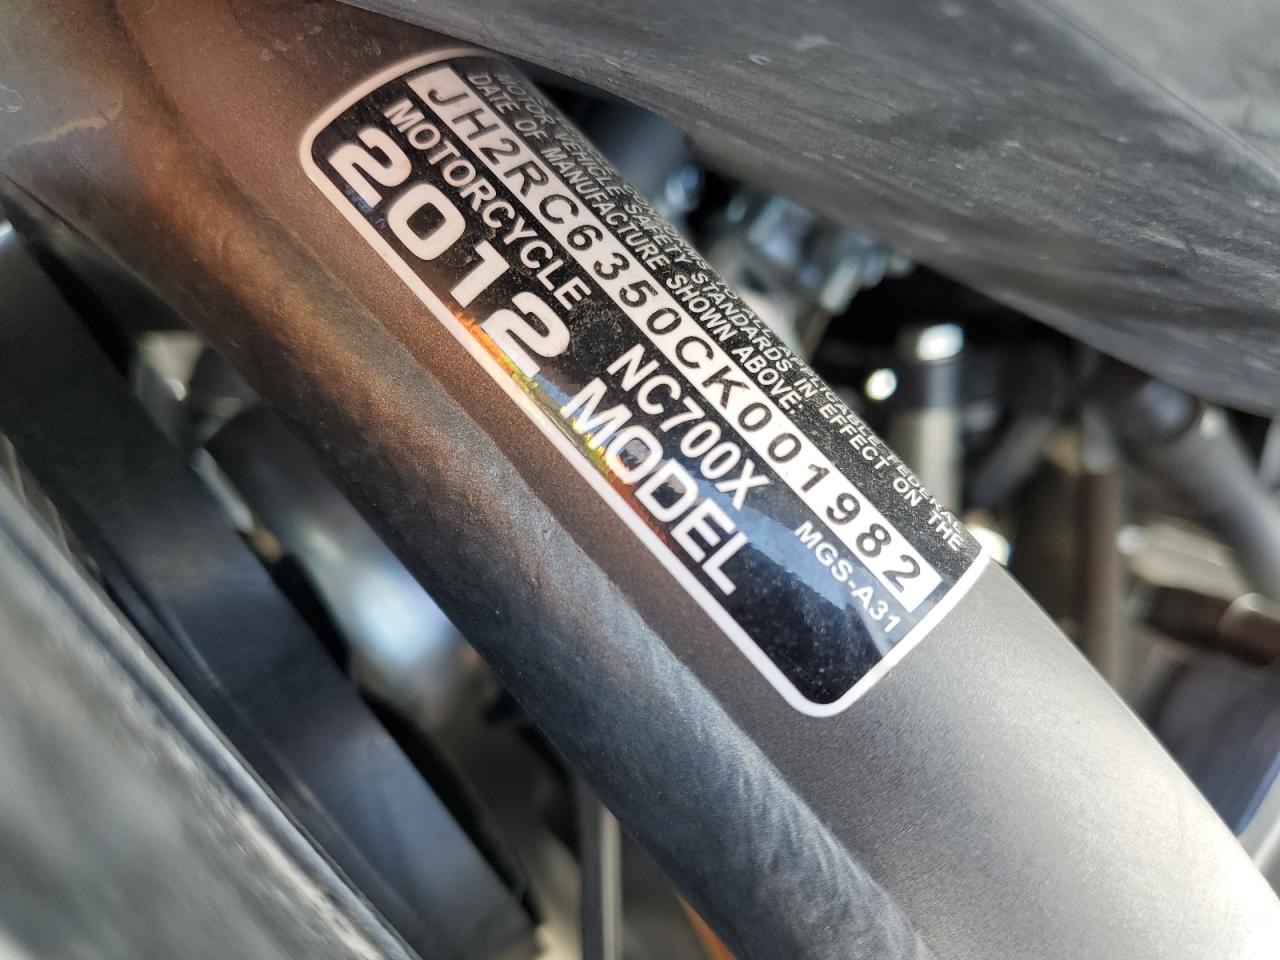 MOTOR VEHICLE SAFETY STANDARDS IN EFFECT ON THE
DATE OF MANUFACTURE SHOWN ABOVE.
JH2RC6350CK001982
MOTORCYCLE NC700X MGS-A31
2012 MODEL